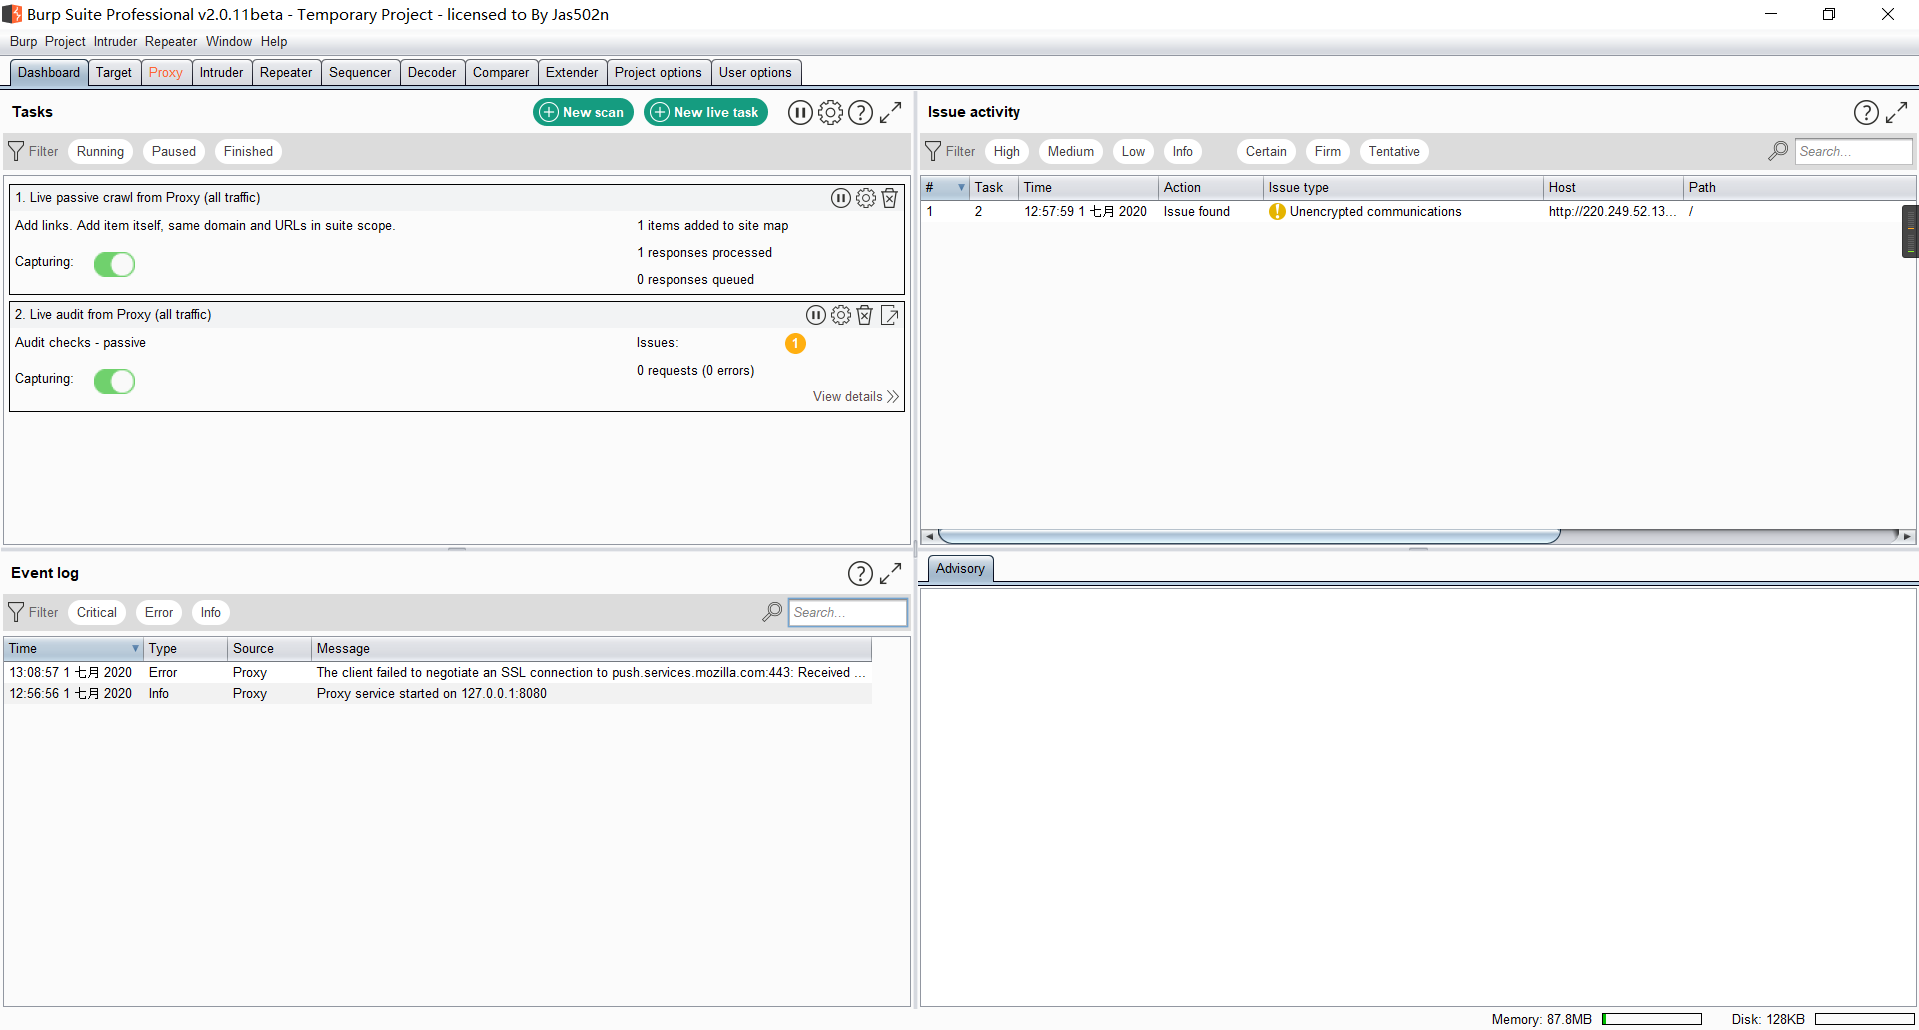 Burp Suite Professional v2.0.11beta - Temporary Project - licensed to By Jas502n
Burp Project Intruder Repeater Window Help
Dashboard Target Proxy Intruder Repeater Sequencer Decoder Comparer Extender Project options User options
Tasks
New scan
New live task
Filter Running Paused Finished
1. Live passive crawl from Proxy (all traffic)
Add links. Add item itself, same domain and URLs in suite scope.
1 items added to site map
1 responses processed
Capturing:
0 responses queued
2. Live audit from Proxy (all traffic)
Audit checks - passive
Issues: 1
0 requests (0 errors)
Capturing:
View details
Issue activity
Filter High Medium Low Info Certain Firm Tentative Search...
# Task Time Action Issue type Host Path
1 2 12:57:59 1 七月 2020 Issue found Unencrypted communications http://220.249.52.13... /
Event log
Filter Critical Error Info Search...
Time Type Source Message
13:08:57 1 七月 2020 Error Proxy The client failed to negotiate an SSL connection to push.services.mozilla.com:443: Received ...
12:56:56 1 七月 2020 Info Proxy Proxy service started on 127.0.0.1:8080
Advisory
Memory: 87.8MB Disk: 128KB